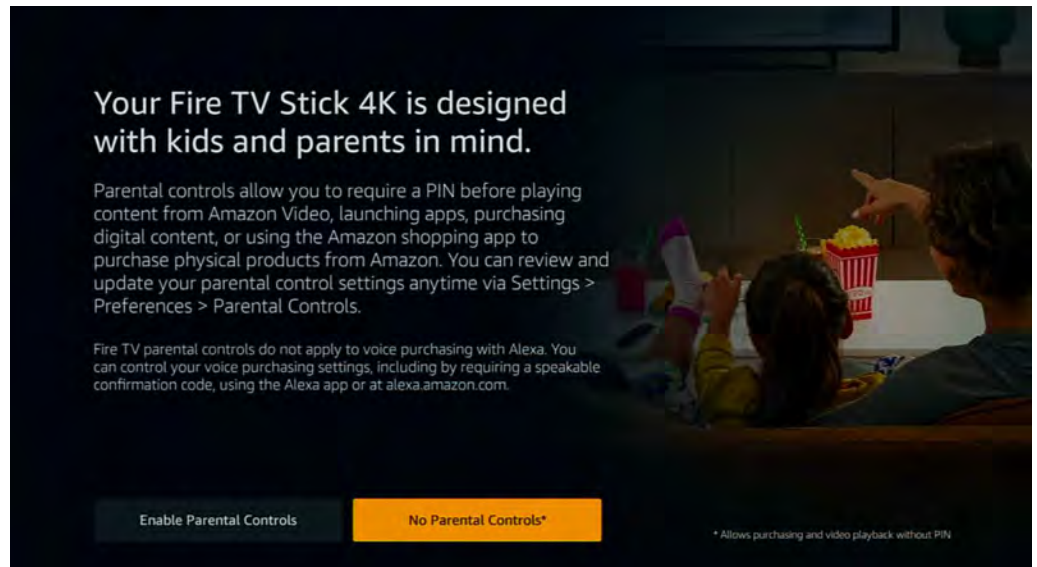 Your Fire TV Stick 4K is designed
with kids and parents in mind.
Parental controls allow you to require a PIN before playing
content from Amazon Video, launching apps, purchasing
digital content, or using the Amazon shopping app to
purchase physical products from Amazon. You can review and
update your parental control settings anytime via Settings >
Preferences > Parental Controls.
Fire TV parental controls do not apply to voice purchasing with Alexa. You
can control your voice purchasing settings, including by requiring a speakable
confirmation code, using the Alexa app or at alexa.amazon.com.
Enable Parental Controls
No Parental Controls*
* Allows purchasing and video playback without PIN